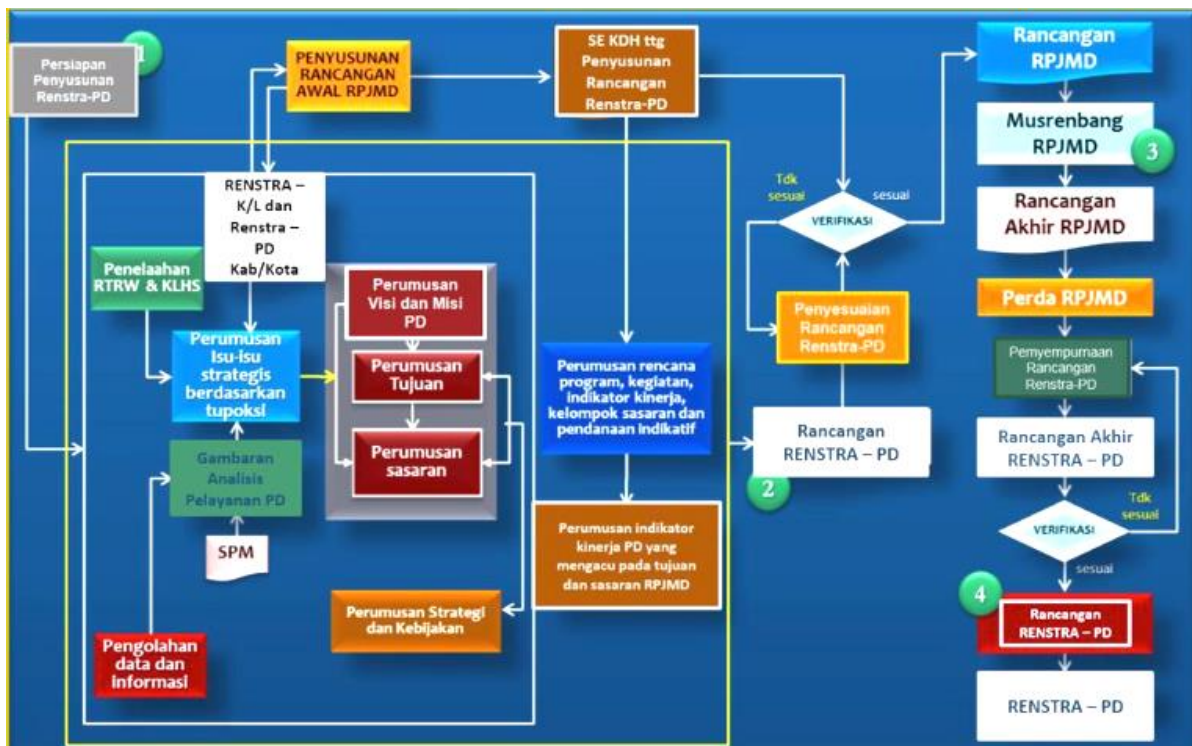 1
Persiapan
Penyusunan
Renstra-PD
PENYUSUNAN
RANCANGAN
AWAL RPJMD
SE KDH ttg
Penyusunan
Rancangan
Renstra-PD
RENSTRA –
K/L dan
Renstra –
PD
Kab/Kota
Penelaahan
RTRW & KLHS
Perumusan
Isu-isu
strategis
berdasarkan
tupoksi
Gambaran
Analisis
Pelayanan PD
SPM
Pengolahan
data dan
informasi
Perumusan
Visi dan Misi
PD
Perumusan
Tujuan
Perumusan
sasaran
Perumusan Strategi
dan Kebijakan
Perumusan rencana
program, kegiatan,
indikator kinerja,
kelompok sasaran dan
pendanaan indikatif
Perumusan indikator
kinerja PD yang
mengacu pada tujuan
dan sasaran RPJMD
Rancangan
RENSTRA – PD
2
Penyesuaian
Rancangan
Renstra-PD
Tdk
sesuai
sesuai
VERIFIKASI
Rancangan
RPJMD
Musrenbang
RPJMD
3
Rancangan
Akhir RPJMD
Perda RPJMD
Pemyempurnaan
Rancangan
Renstra-PD
Rancangan Akhir
RENSTRA – PD
Tdk
sesuai
VERIFIKASI
sesuai
4
Rancangan
RENSTRA – PD
RENSTRA – PD